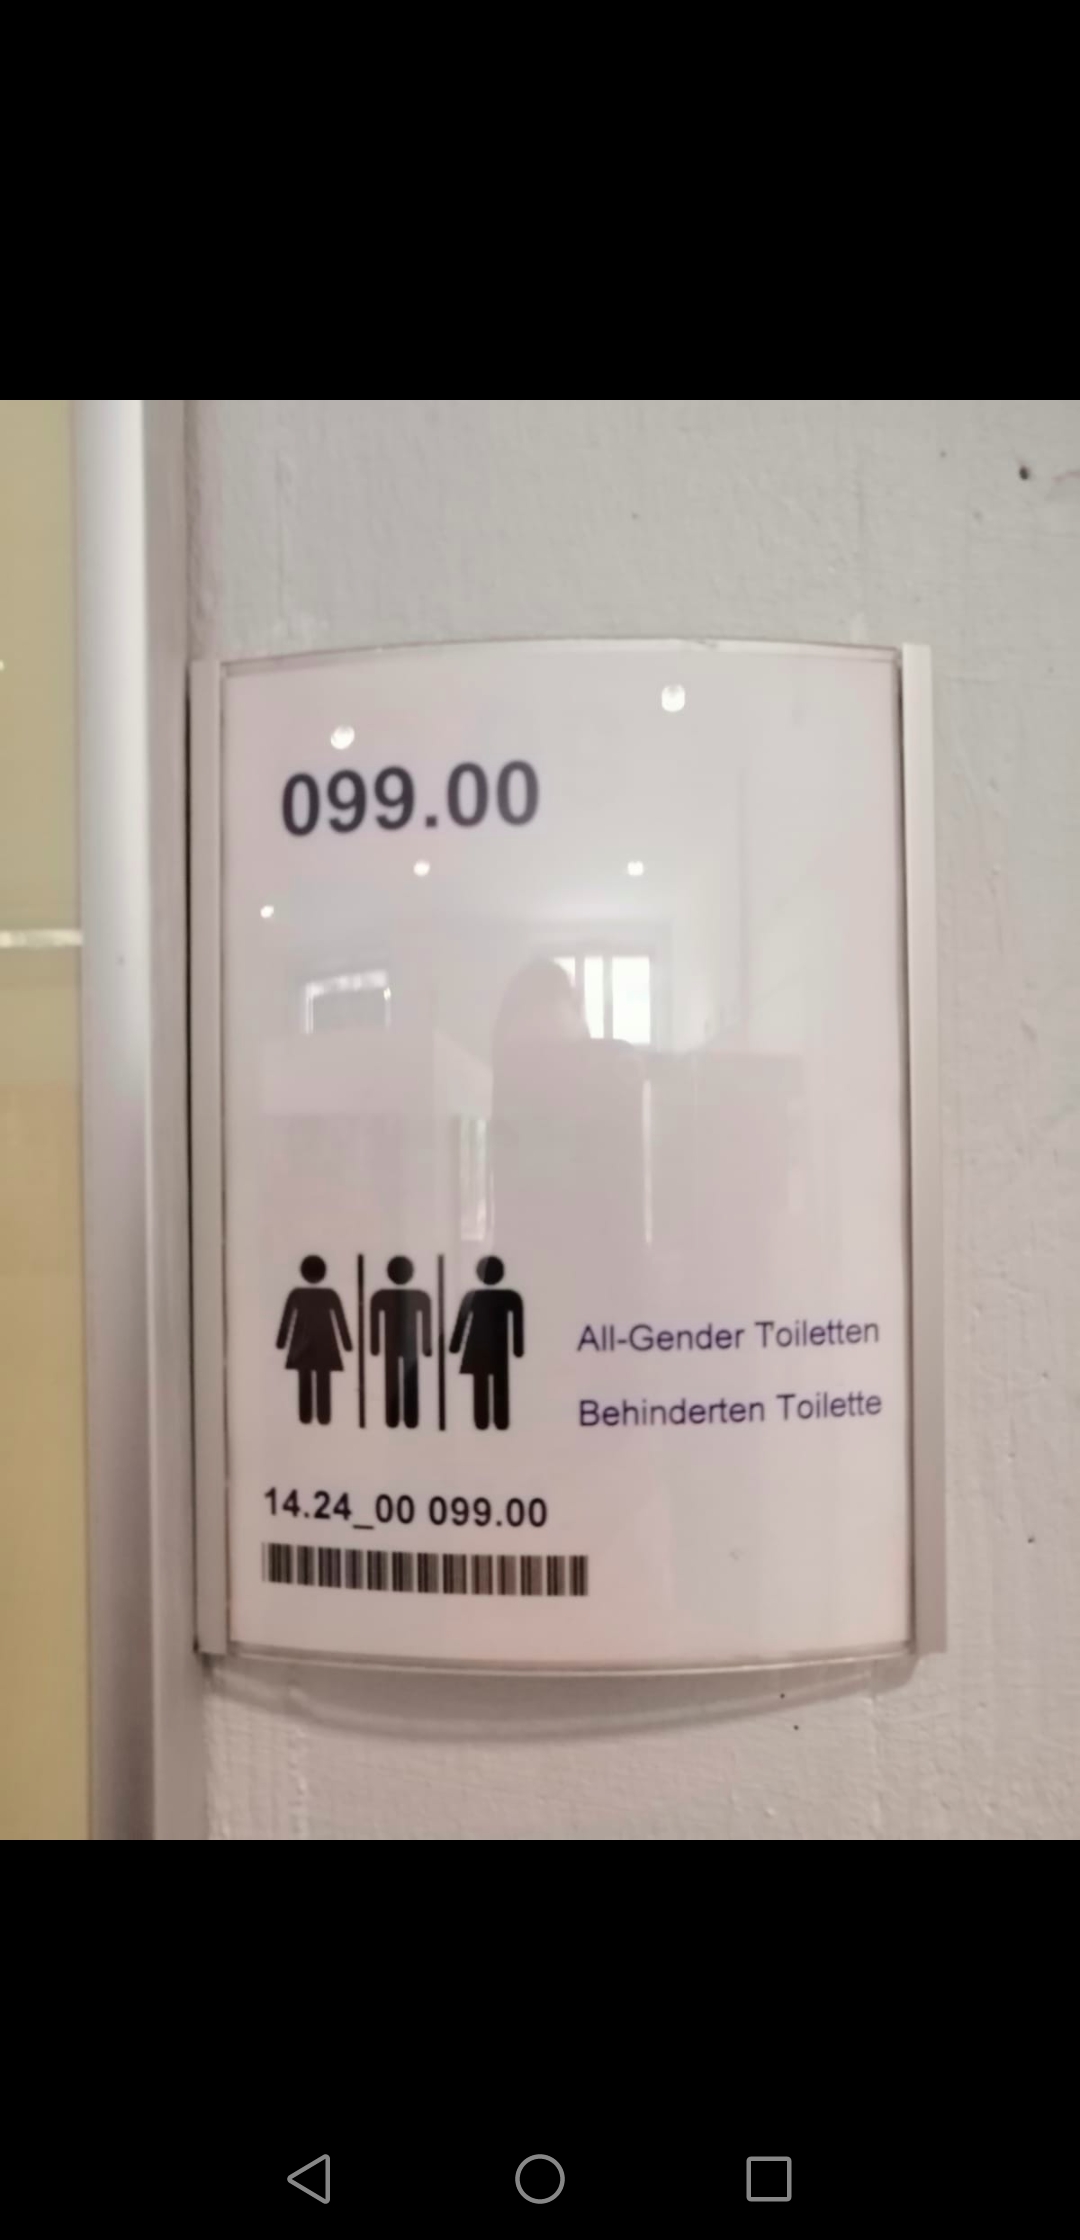 099.00
All-Gender Toiletten
Behinderten Toilette
14.24_00 099.00